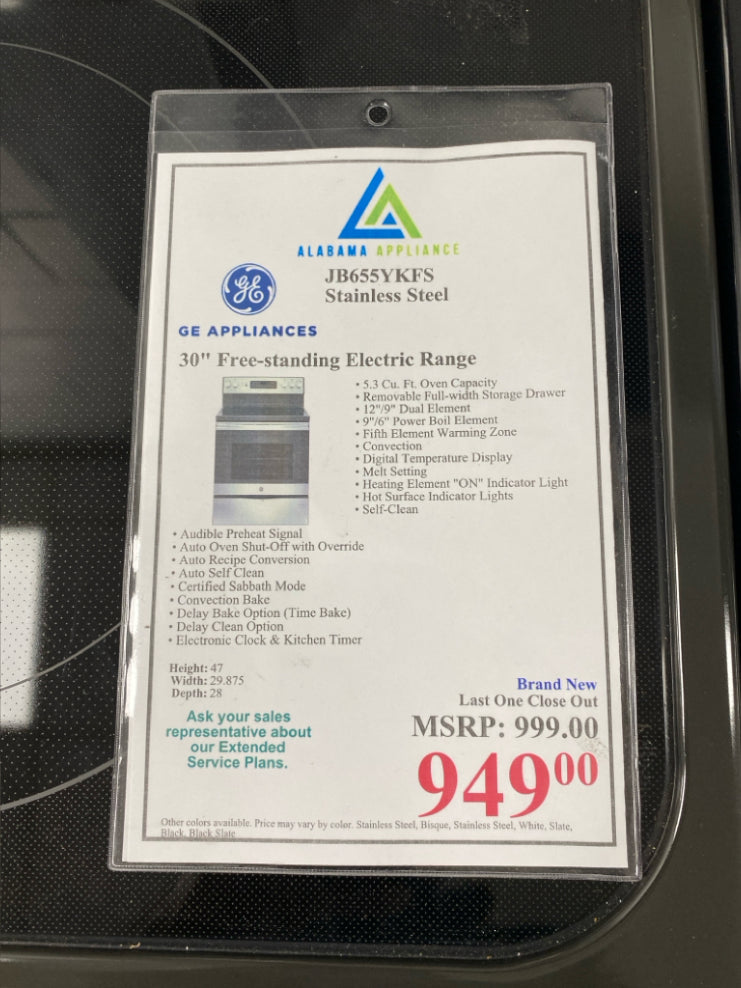 ALABAMA APPLIANCE
JB655YKFS
Stainless Steel
GE
GE APPLIANCES
30" Free-standing Electric Range
• 5.3 Cu. Ft. Oven Capacity
• Removable Full-width Storage Drawer
• 12"/9" Dual Element
• 9"/6" Power Boil Element
• Fifth Element Warming Zone
• Convection
• Digital Temperature Display
• Melt Setting
• Heating Element "ON" Indicator Light
• Hot Surface Indicator Lights
• Self-Clean
• Audible Preheat Signal
• Auto Oven Shut-Off with Override
• Auto Recipe Conversion
• Auto Self Clean
• Certified Sabbath Mode
• Convection Bake
• Delay Bake Option (Time Bake)
• Delay Clean Option
• Electronic Clock & Kitchen Timer
Height: 47
Width: 29.875
Depth: 28
Ask your sales
representative about
our Extended
Service Plans.
Brand New
Last One Close Out
MSRP: 999.00
94900
Other colors available. Price may vary by color. Stainless Steel, Bisque, Stainless Steel, White, Slate,
Black, Black Slate